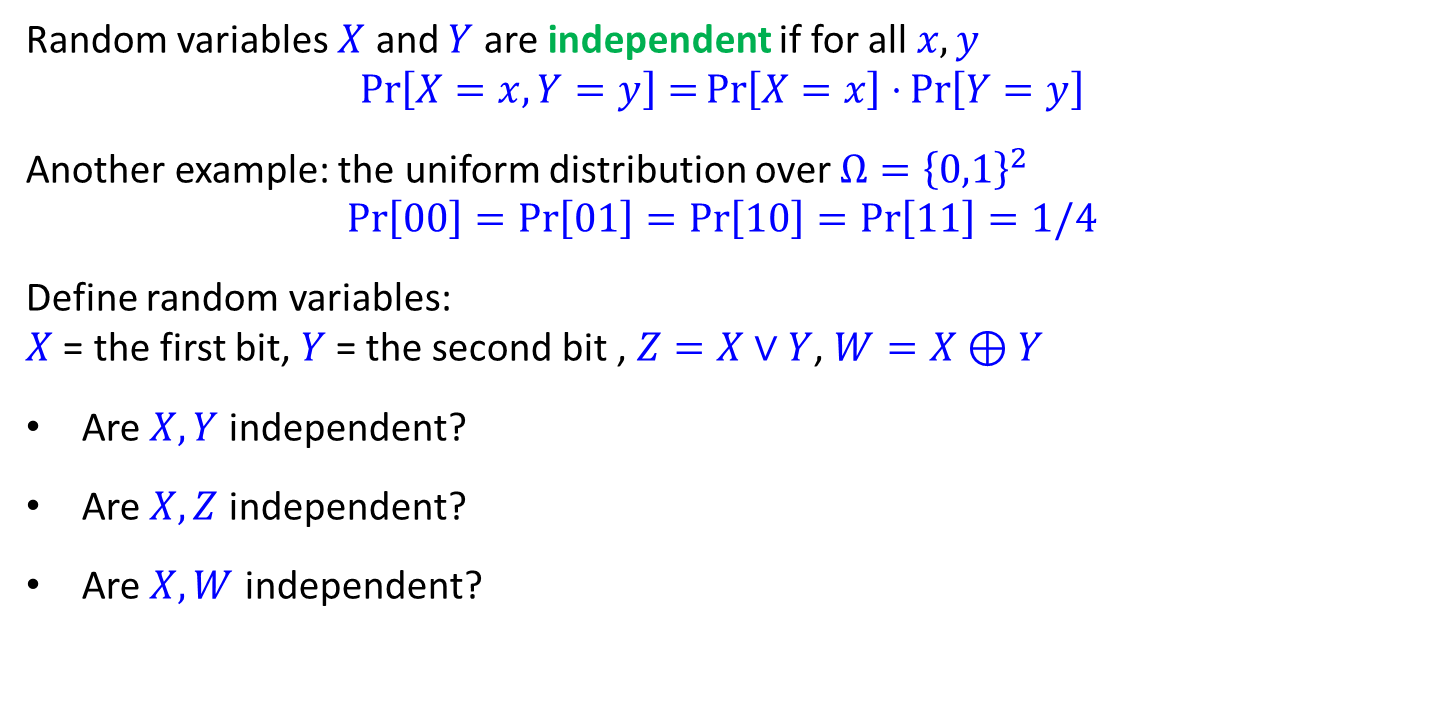 Random variables X and Y are independent if for all x, y
Pr[X = x, Y = y] = Pr[X = x] · Pr[Y = y]
Another example: the uniform distribution over Ω = {0,1}²
Pr[00] = Pr[01] = Pr[10] = Pr[11] = 1/4
Define random variables:
X = the first bit, Y = the second bit , Z = X ∨ Y, W = X ⊕ Y
• Are X, Y independent?
• Are X, Z independent?
• Are X, W independent?